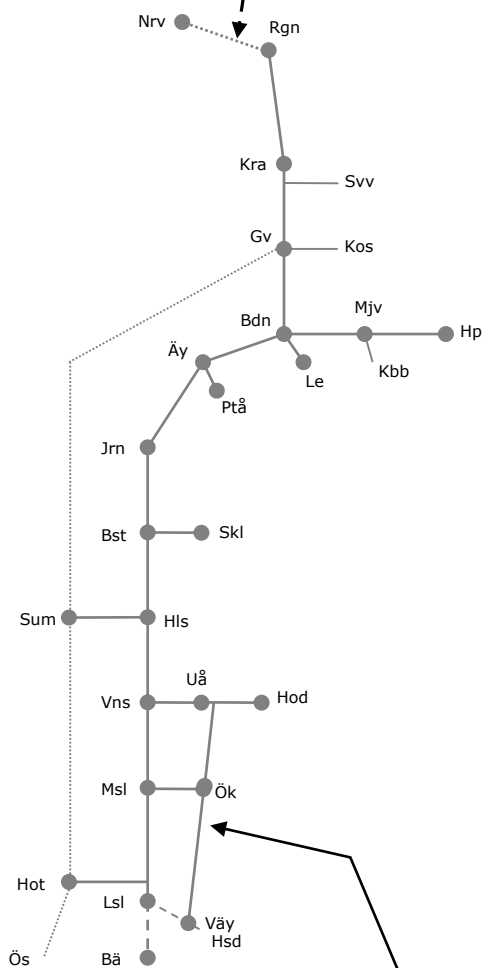 Nrv
Rgn
Kra
Svv
Gv
Kos
Bdn
Mjv
Hp
Äy
Le
Kbb
Ptå
Jrn
Bst
Skl
Sum
Hls
Uå
Vns
Hod
Msl
Ök
Hot
Lsl
Väy
Hsd
Ös
Bä